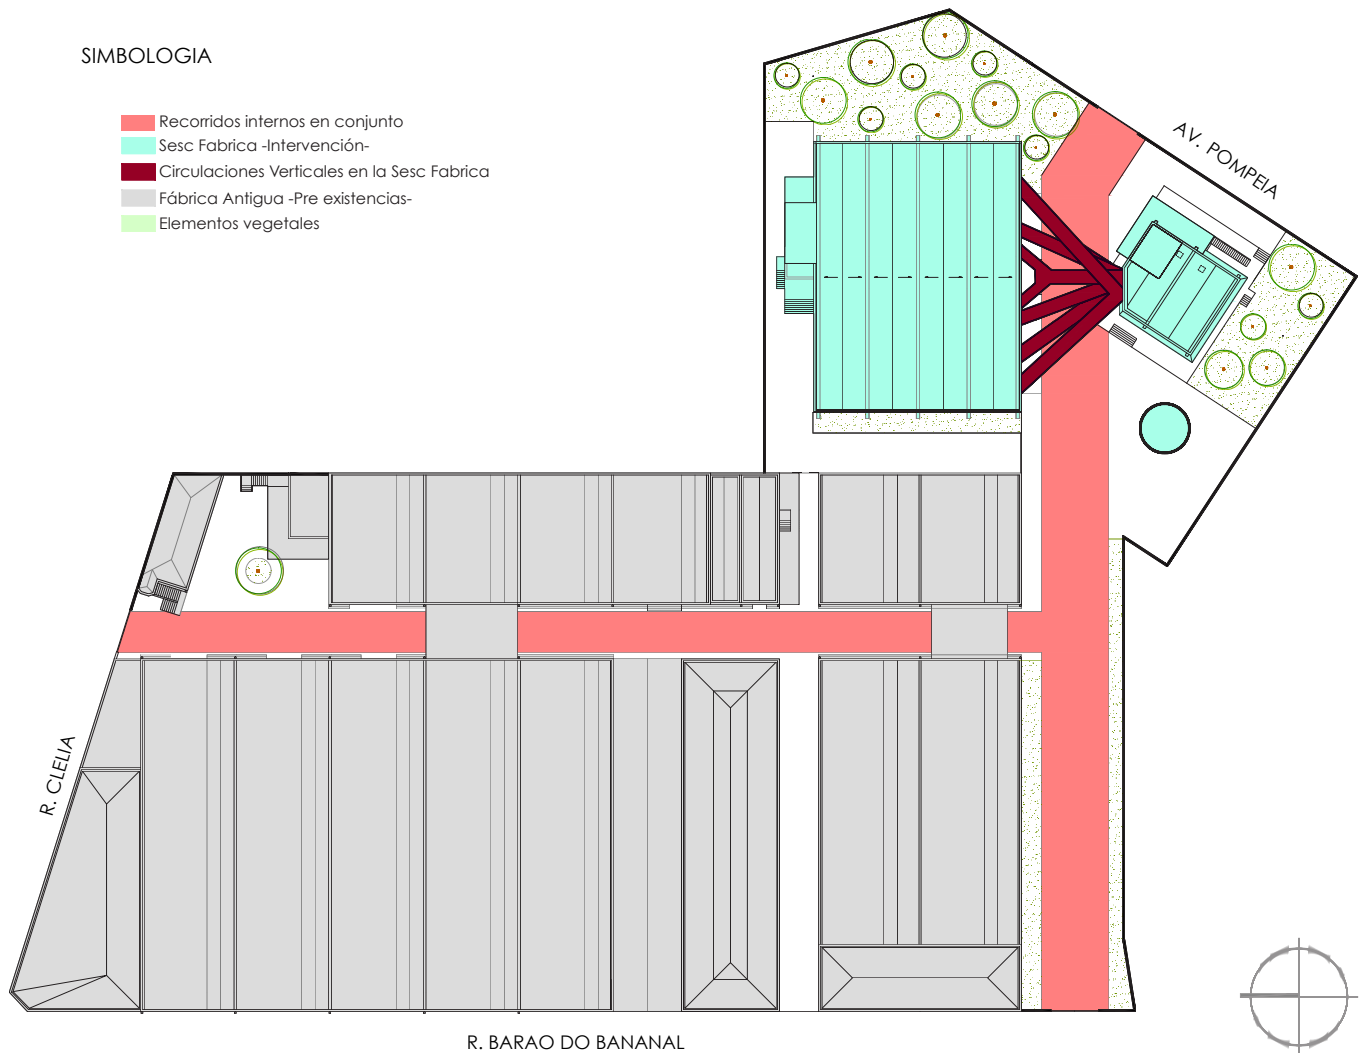 SIMBOLOGIA
Recorridos internos en conjunto
Sesc Fabrica -Intervención-
Circulaciones Verticales en la Sesc Fabrica
Fábrica Antigua -Pre existencias-
Elementos vegetales
AV. POMPEIA
R. CLELIA
R. BARAO DO BANANAL